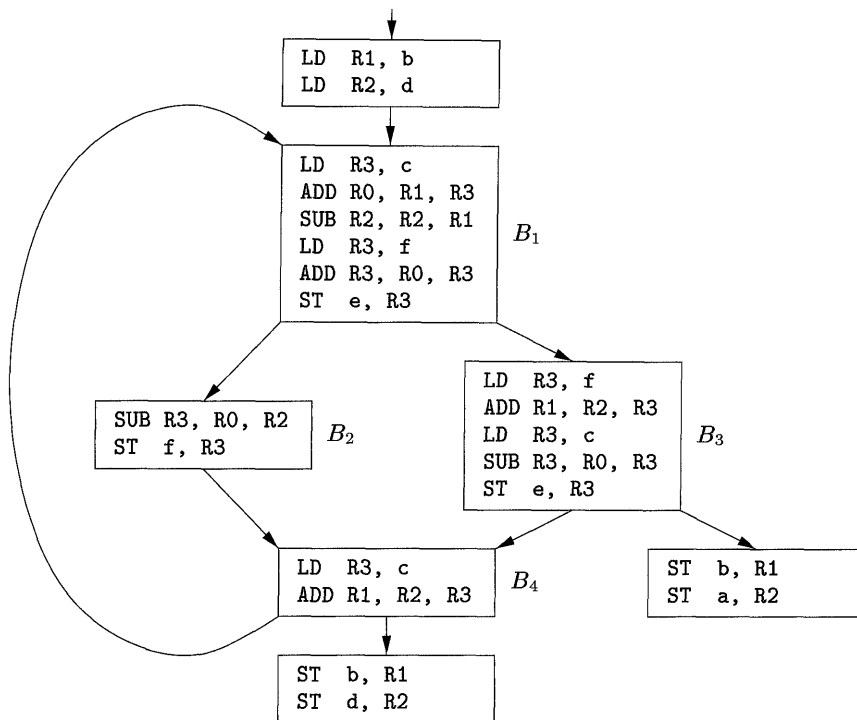 LD R1, b
LD R2, d
LD R3, c
ADD R0, R1, R3
SUB R2, R2, R1
LD R3, f
ADD R3, R0, R3
ST e, R3
B₁
SUB R3, R0, R2
ST f, R3
B₂
LD R3, f
ADD R1, R2, R3
LD R3, c
SUB R3, R0, R3
ST e, R3
B₃
LD R3, c
ADD R1, R2, R3
B₄
ST b, R1
ST a, R2
ST b, R1
ST d, R2